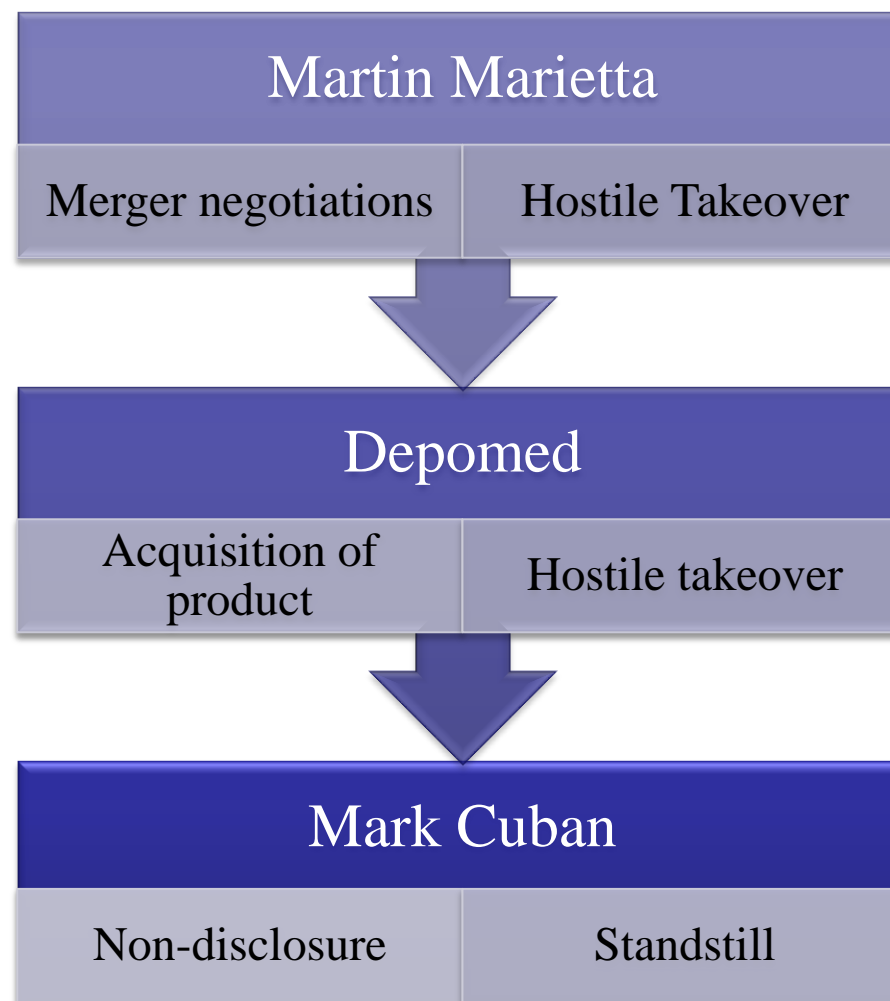 Martin Marietta
Merger negotiations
Hostile Takeover
Depomed
Acquisition of
product
Hostile takeover
Mark Cuban
Non-disclosure
Standstill